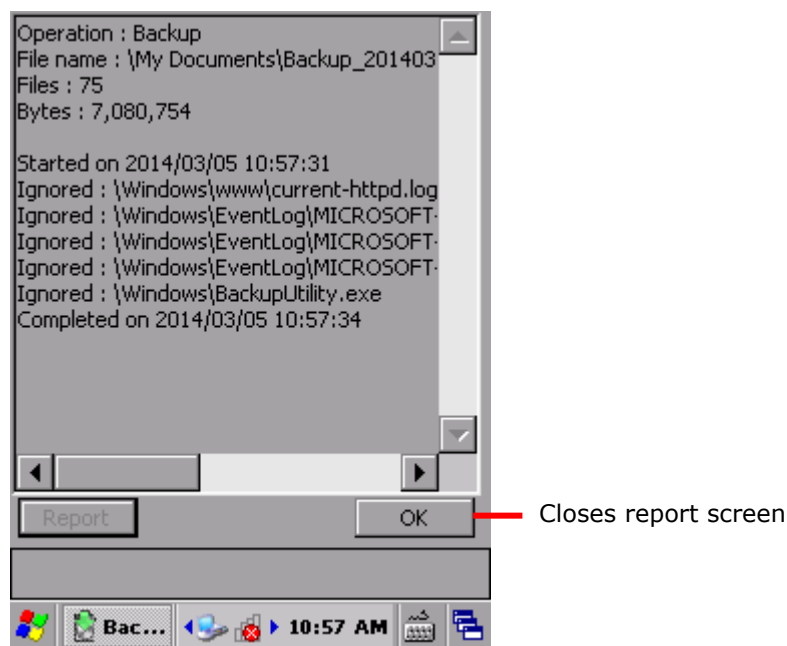 Operation : Backup
File name : \My Documents\Backup_201403
Files : 75
Bytes : 7,080,754
Started on 2014/03/05 10:57:31
Ignored : \Windows\www\current-httpd.log
Ignored : \Windows\EventLog\MICROSOFT-
Ignored : \Windows\EventLog\MICROSOFT-
Ignored : \Windows\EventLog\MICROSOFT-
Ignored : \Windows\BackupUtility.exe
Completed on 2014/03/05 10:57:34
Report
OK
Closes report screen
Bac... 10:57 AM